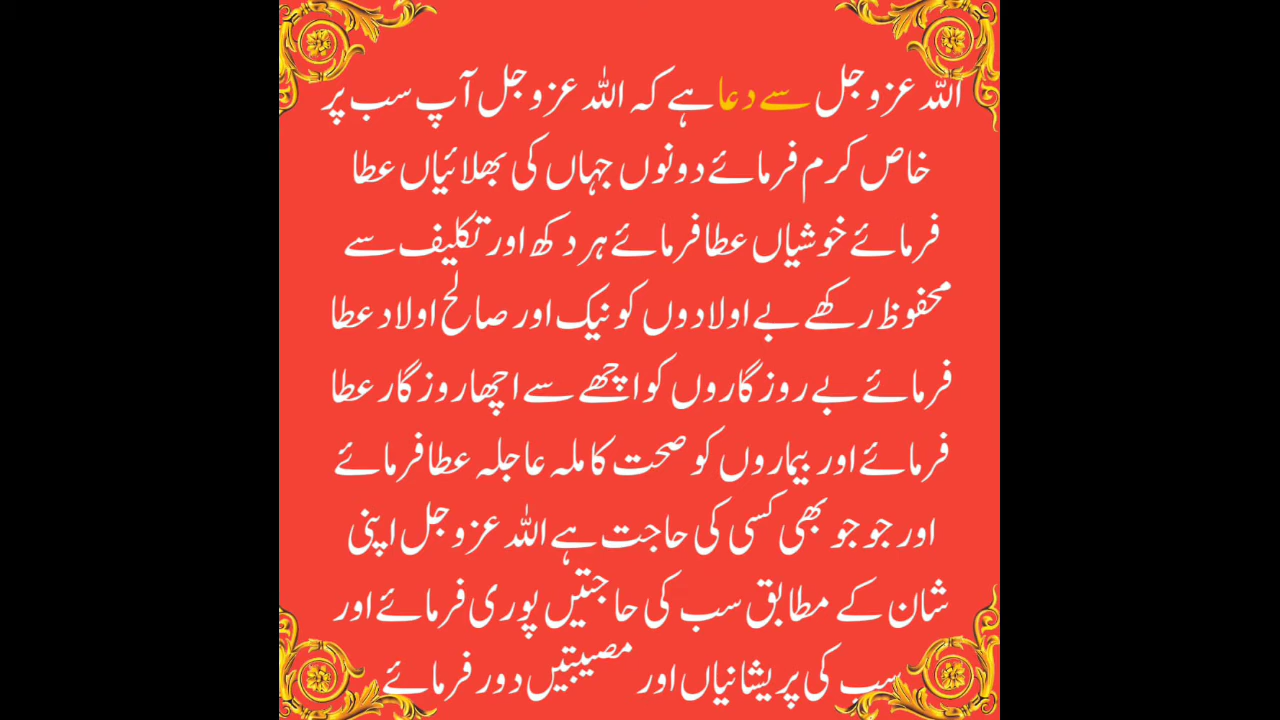 اللہ عزوجل سے دعا ہے کہ اللہ عزوجل آپ سب پر
خاص کرم فرمائے دونوں جہاں کی بھلائیاں عطا
فرمائے خوشیاں عطا فرمائے ہر دکھ اور تکلیف سے
محفوظ رکھے بے اولادوں کو نیک اور صالح اولاد عطا
فرمائے بے روزگاروں کو اچھے سے اچھا روزگار عطا
فرمائے اور بیماروں کو صحت کاملہ عاجلہ عطا فرمائے
اور جو جو بھی کسی کی حاجت ہے اللہ عزوجل اپنی
شان کے مطابق سب کی حاجتیں پوری فرمائے اور
سب کی پریشانیاں اور مصیبتیں دور فرمائے